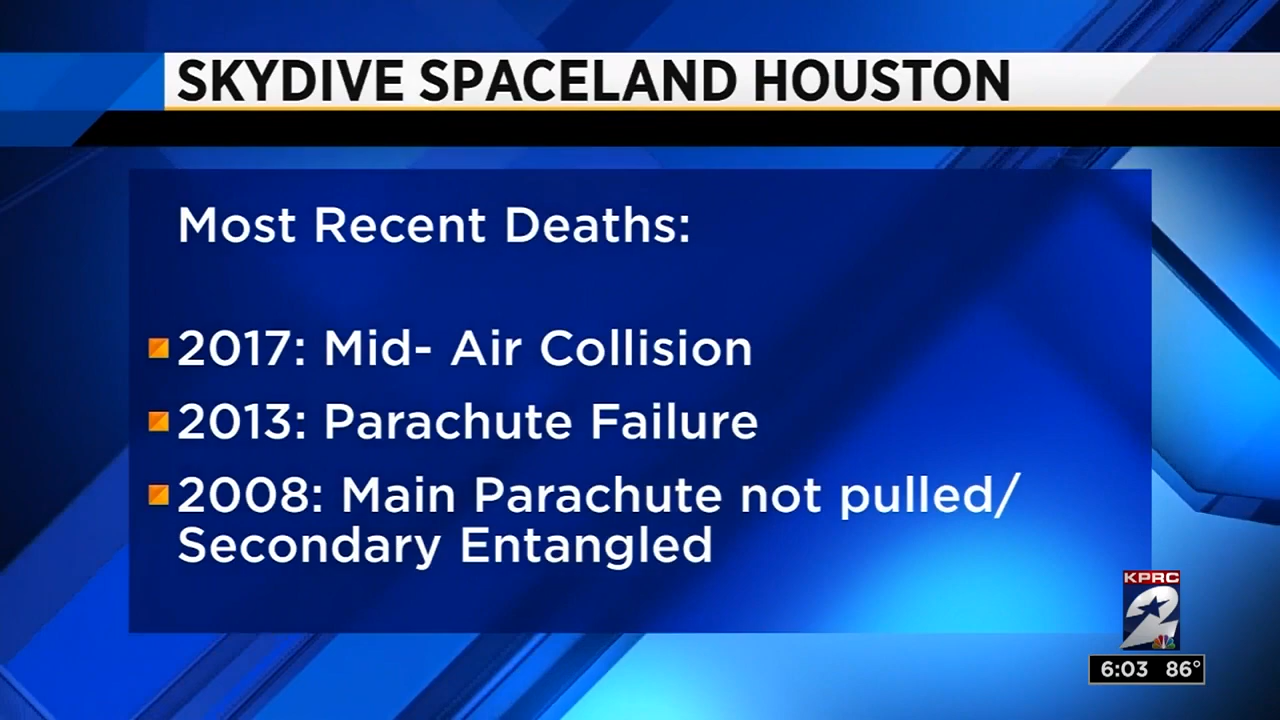 SKYDIVE SPACELAND HOUSTON
Most Recent Deaths:
2017: Mid- Air Collision
2013: Parachute Failure
2008: Main Parachute not pulled/
Secondary Entangled
KPRC
2
6:03 86°